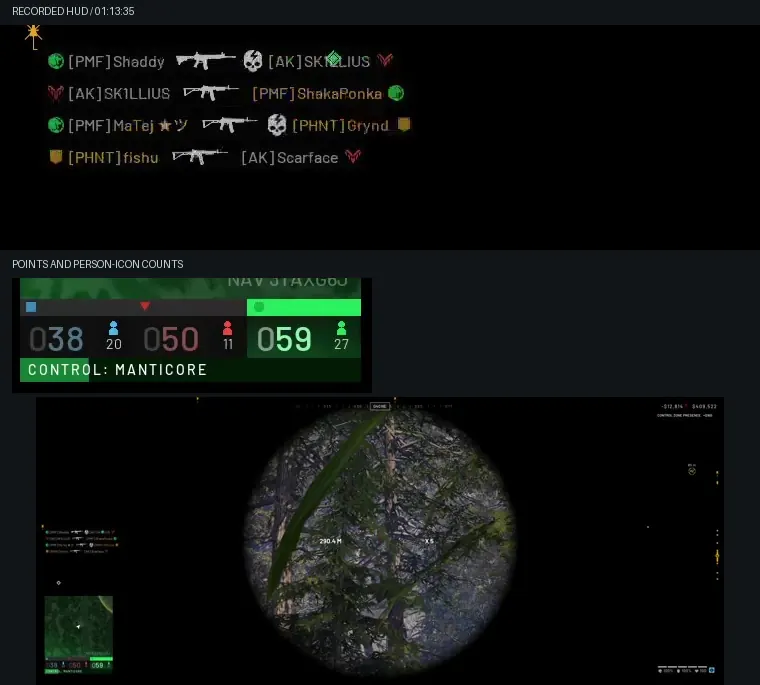 RECORDED HUD / 01:13:35
[PMF]Shaddy [AK]SK1LLIUS
[AK]SK1LLIUS [PMF]ShakaPonka
[PMF]MaTej★ツ [PHNT]Grynd
[PHNT]fishu [AK]Scarface
POINTS AND PERSON-ICON COUNTS
038 20 050 11 059 27
CONTROL: MANTICORE
290.4 M X 6